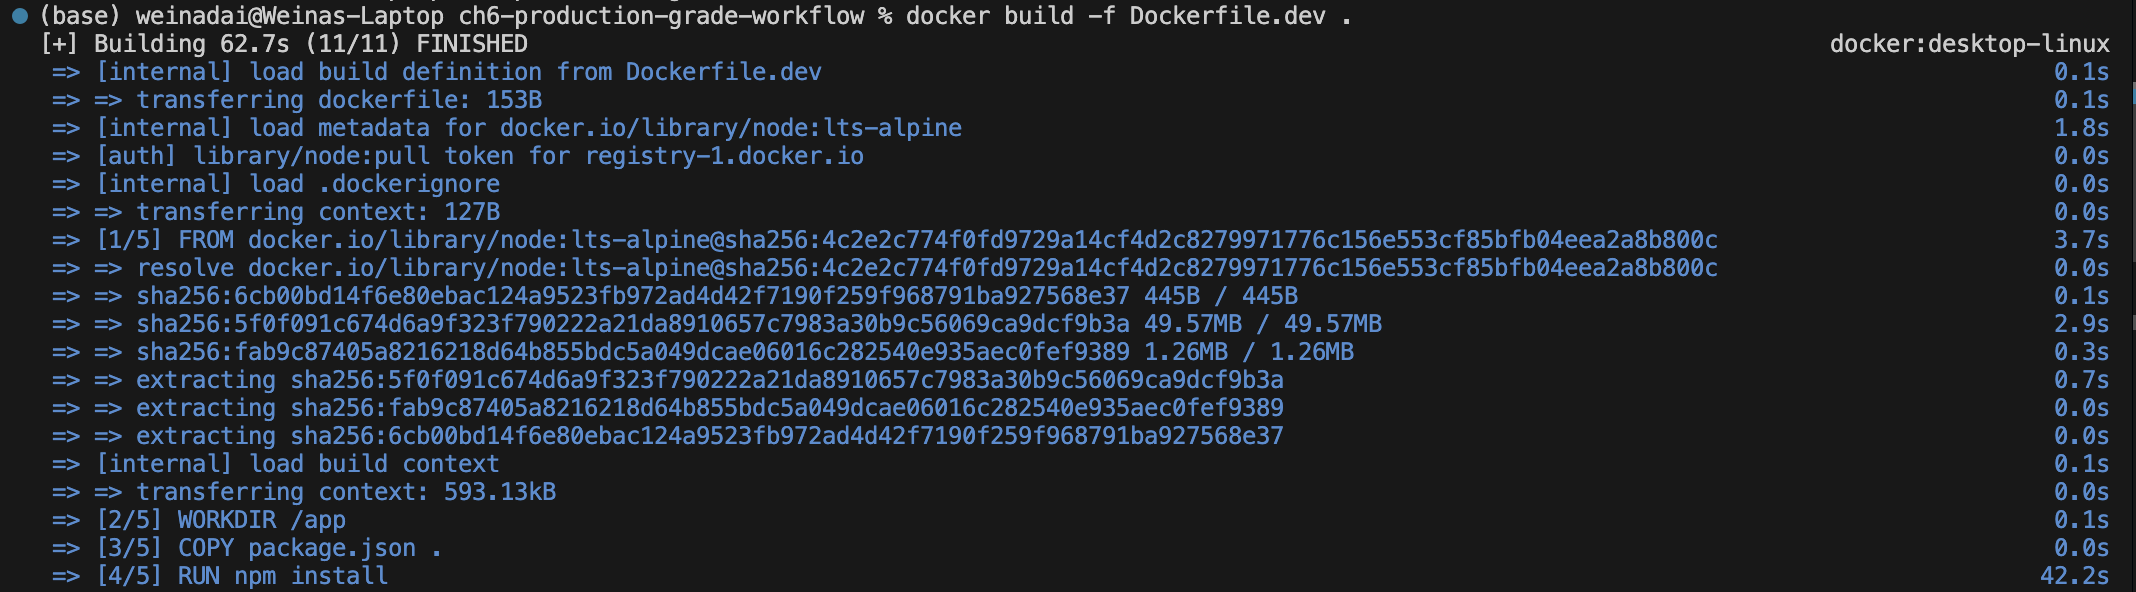 (base) weinadai@Weinas-Laptop ch6-production-grade-workflow % docker build -f Dockerfile.dev .
[+] Building 62.7s (11/11) FINISHED docker:desktop-linux
=> [internal] load build definition from Dockerfile.dev 0.1s
=> => transferring dockerfile: 153B 0.1s
=> [internal] load metadata for docker.io/library/node:lts-alpine 1.8s
=> [auth] library/node:pull token for registry-1.docker.io 0.0s
=> [internal] load .dockerignore 0.0s
=> => transferring context: 127B 0.0s
=> [1/5] FROM docker.io/library/node:lts-alpine@sha256:4c2e2c774f0fd9729a14cf4d2c8279971776c156e553cf85bfb04eea2a8b800c 3.7s
=> => resolve docker.io/library/node:lts-alpine@sha256:4c2e2c774f0fd9729a14cf4d2c8279971776c156e553cf85bfb04eea2a8b800c 0.0s
=> => sha256:6cb00bd14f6e80ebac124a9523fb972ad4d42f7190f259f968791ba927568e37 445B / 445B 0.1s
=> => sha256:5f0f091c674d6a9f323f790222a21da8910657c7983a30b9c56069ca9dcf9b3a 49.57MB / 49.57MB 2.9s
=> => sha256:fab9c87405a8216218d64b855bdc5a049dcae06016c282540e935aec0fef9389 1.26MB / 1.26MB 0.3s
=> => extracting sha256:5f0f091c674d6a9f323f790222a21da8910657c7983a30b9c56069ca9dcf9b3a 0.7s
=> => extracting sha256:fab9c87405a8216218d64b855bdc5a049dcae06016c282540e935aec0fef9389 0.0s
=> => extracting sha256:6cb00bd14f6e80ebac124a9523fb972ad4d42f7190f259f968791ba927568e37 0.0s
=> [internal] load build context 0.1s
=> => transferring context: 593.13kB 0.0s
=> [2/5] WORKDIR /app 0.1s
=> [3/5] COPY package.json . 0.0s
=> [4/5] RUN npm install 42.2s